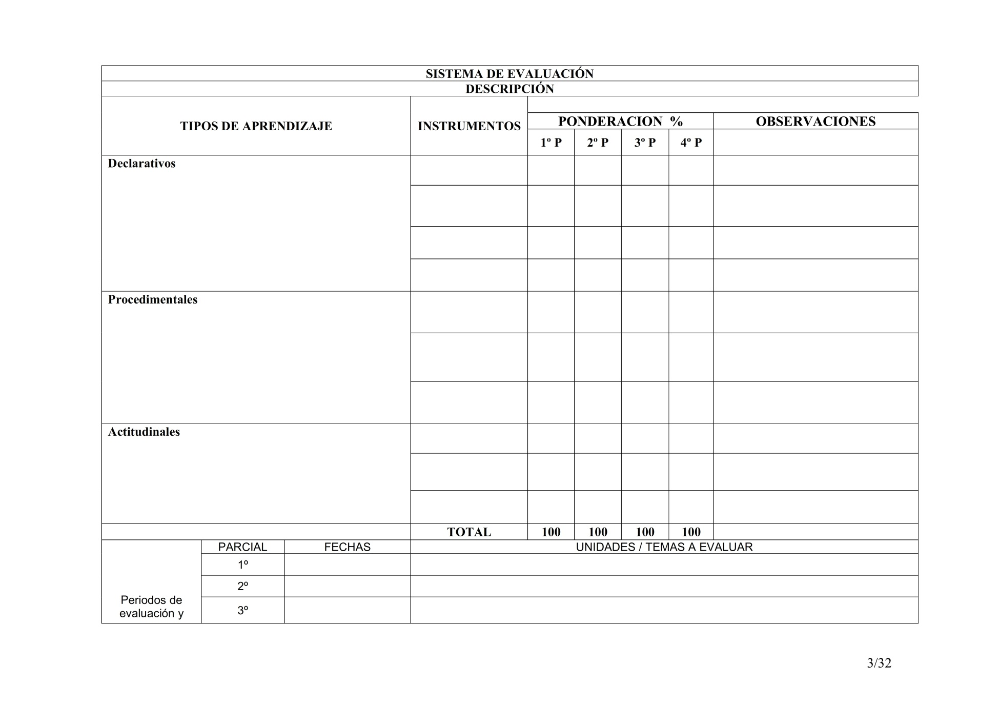 SISTEMA DE EVALUACIÓN
DESCRIPCIÓN
TIPOS DE APRENDIZAJE
INSTRUMENTOS
PONDERACION %
OBSERVACIONES
1º P 2º P 3º P 4º P
Declarativos
Procedimentales
Actitudinales
TOTAL 100 100 100 100
PARCIAL FECHAS UNIDADES / TEMAS A EVALUAR
1º
2º
3º
Periodos de
evaluación y
3/32